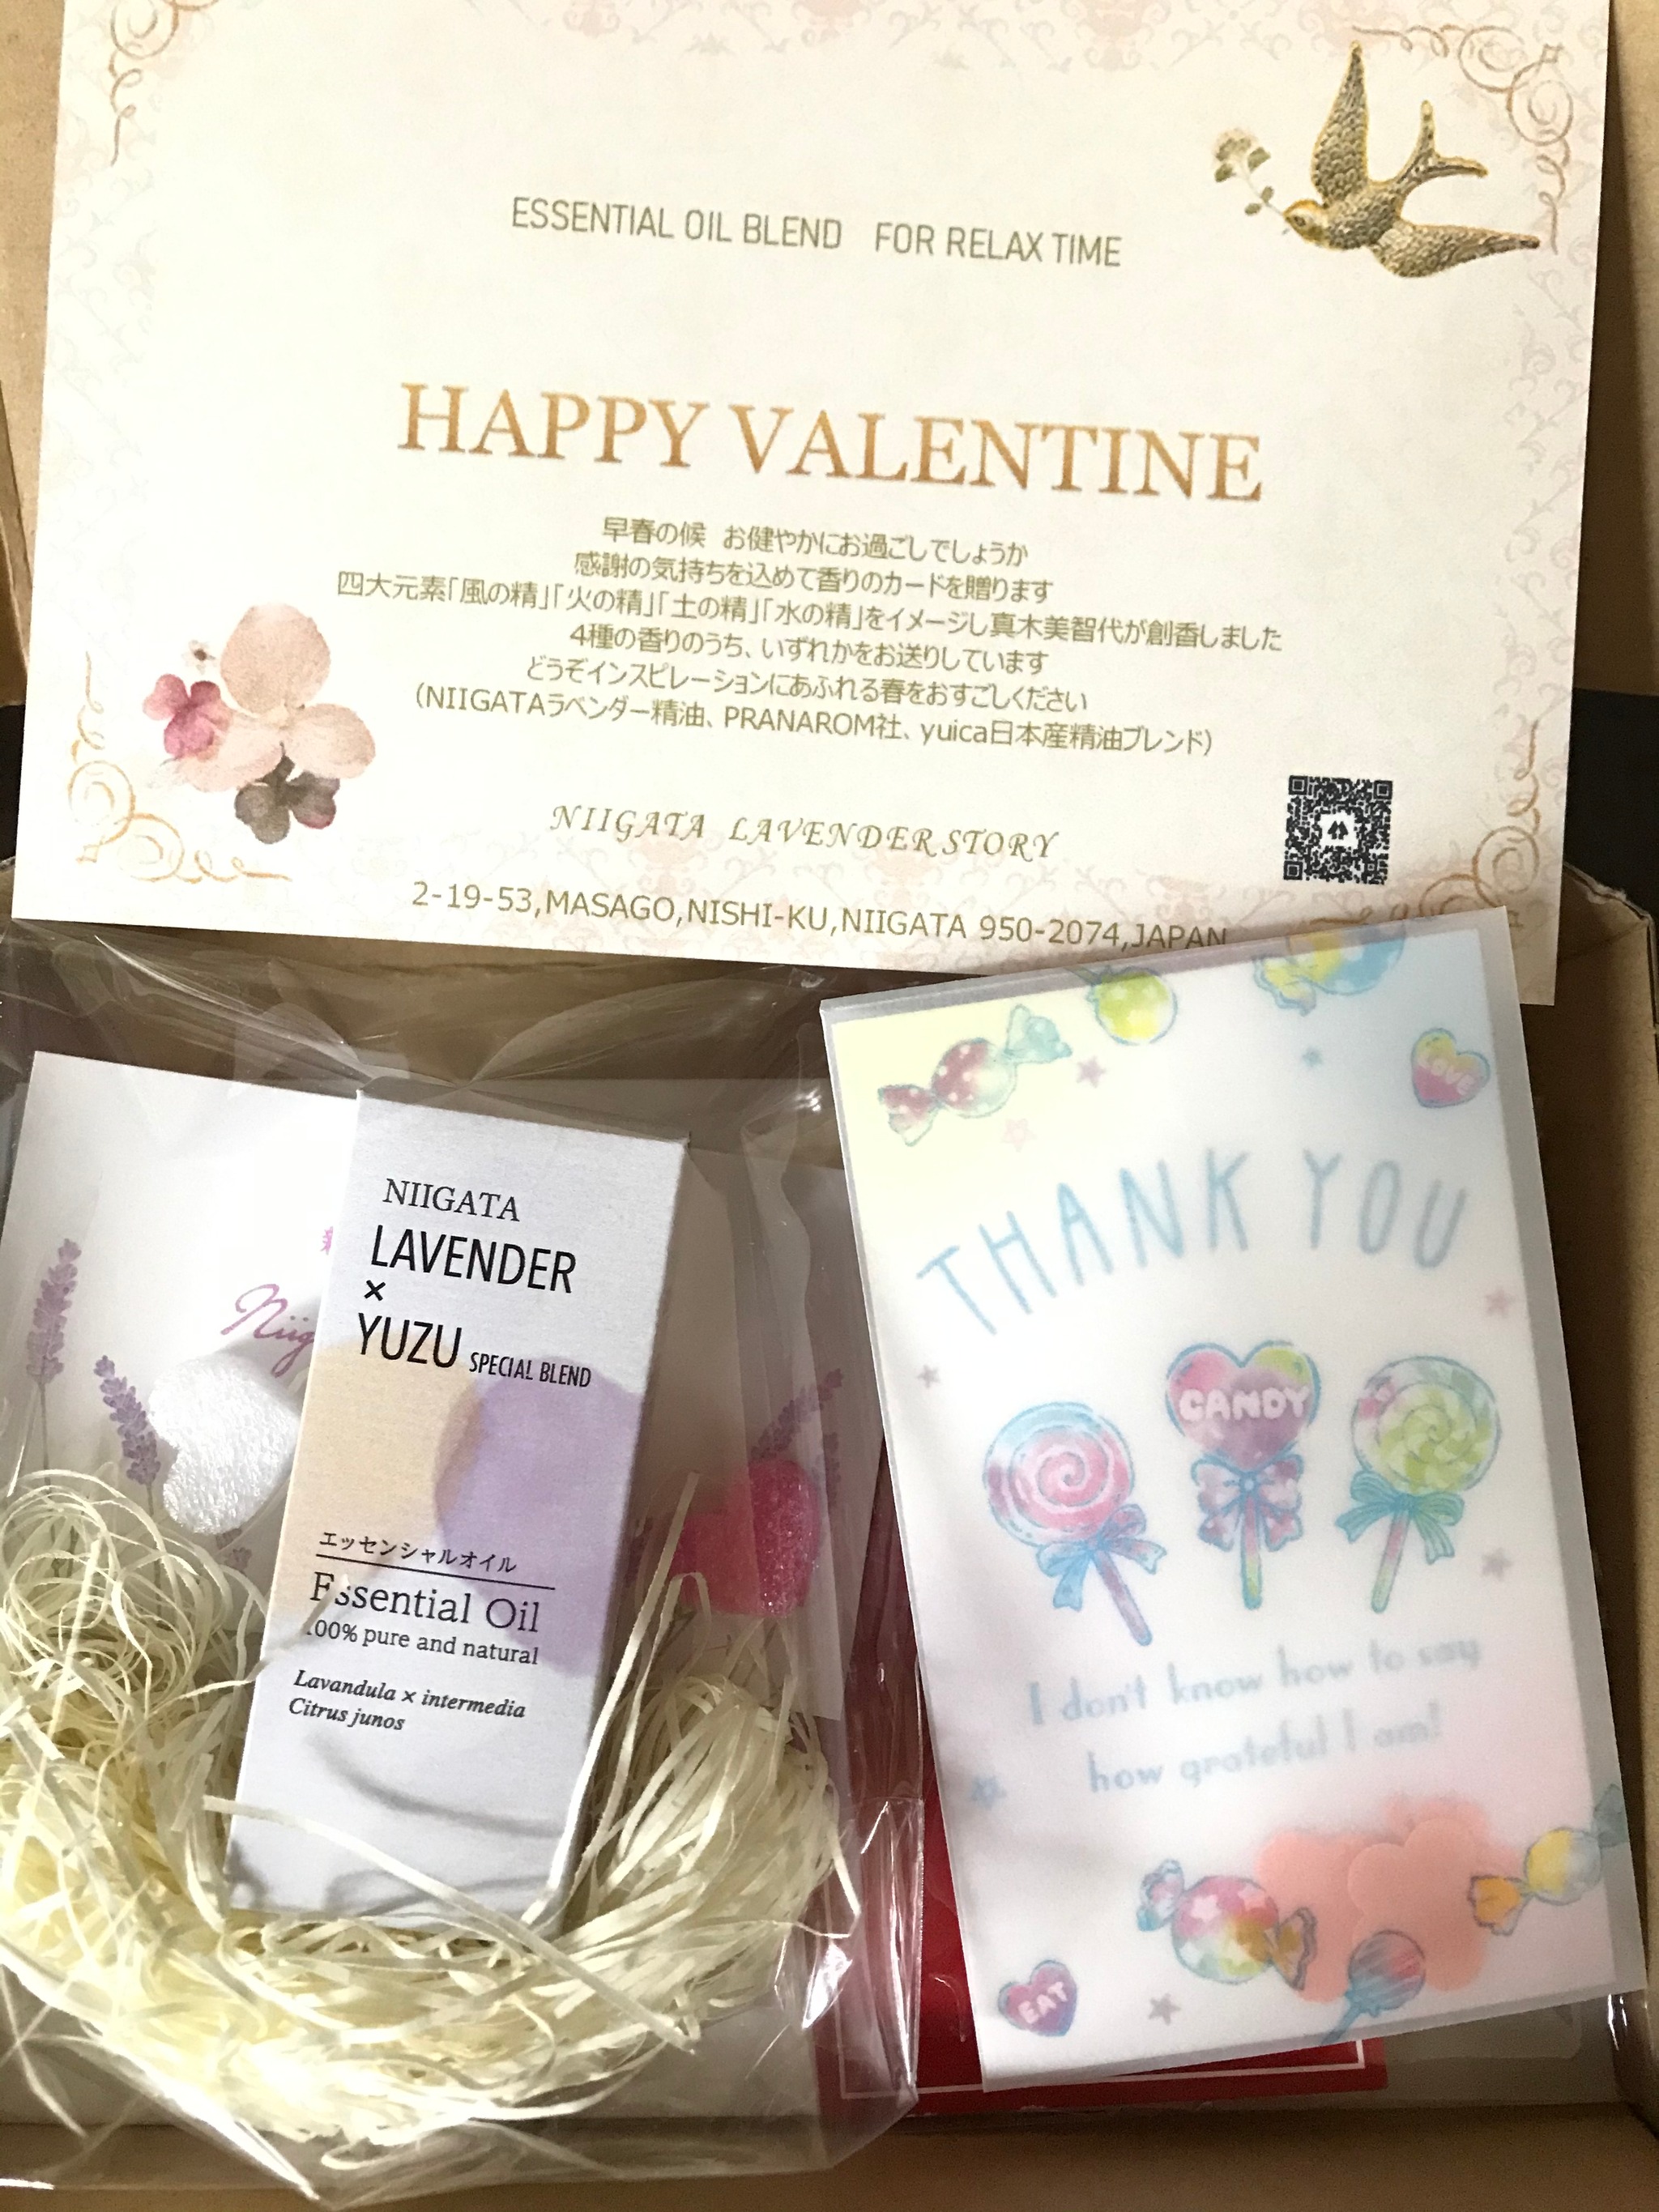 ESSENTIAL OIL BLEND FOR RELAX TIME
HAPPY VALENTINE
早春の候 お健やかにお過ごしでしょうか
感謝の気持ちを込めて香りのカードを贈ります
四大元素「風の精」「火の精」「土の精」「水の精」をイメージし真木美智代が創香しました
4種の香りのうち、いずれかをお送りしています
どうぞインスピレーションにあふれる春をおすごしください
(NIIGATAラベンダー精油、PRANAROM社、yuica日本産精油ブレンド)
NIIGATA LAVENDER STORY
2-19-53,MASAGO,NISHI-KU,NIIGATA 950-2074,JAPAN
Niig
NIIGATA
LAVENDER
×
YUZU SPECIAL BLEND
エッセンシャルオイル
Essential Oil
100% pure and natural
Lavandula × intermedia
Citrus junos
LOVE
THANK YOU
CANDY
I don't know how to say
how grateful I am!
EAT